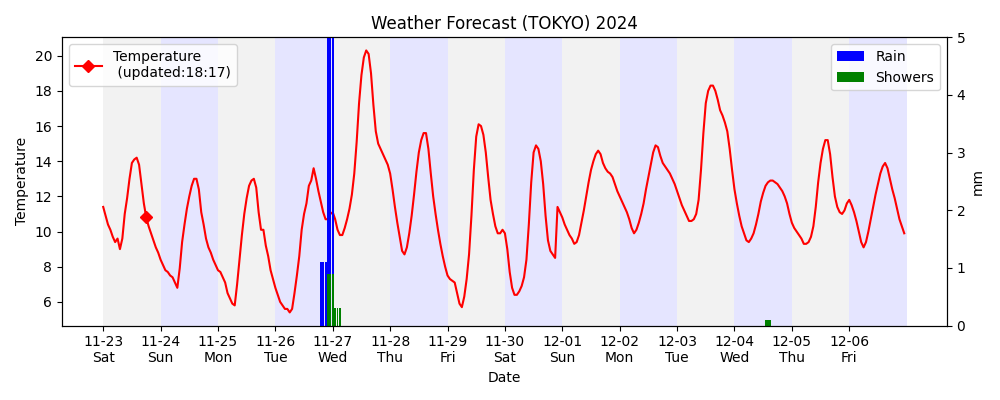 Weather Forecast (TOKYO) 2024
Temperature
(updated:18:17)
Rain
Showers
Temperature
20
18
16
14
12
10
8
6
5
4
3
2
1
0
mm
11-23 11-24 11-25 11-26 11-27 11-28 11-29 11-30 12-01 12-02 12-03 12-04 12-05 12-06
Sat Sun Mon Tue Wed Thu Fri Sat Sun Mon Tue Wed Thu Fri
Date